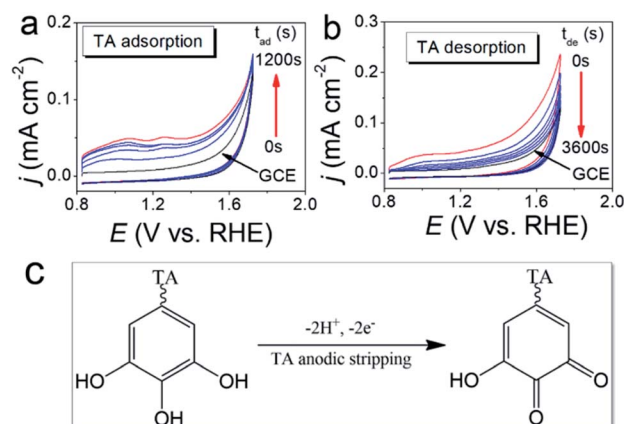 a
TA adsorption
t_ad (s)
1200s
0s
GCE
0.2
0.1
0.0
j (mA cm⁻²)
0.8 1.2 1.6 2.0
E (V vs. RHE)
b
TA desorption
t_de (s)
0s
3600s
GCE
0.3
0.2
0.1
0.0
j (mA cm⁻²)
0.8 1.2 1.6 2.0
E (V vs. RHE)
c
TA
HO
OH
OH
-2H⁺, -2e⁻
TA anodic stripping
TA
HO
O
O